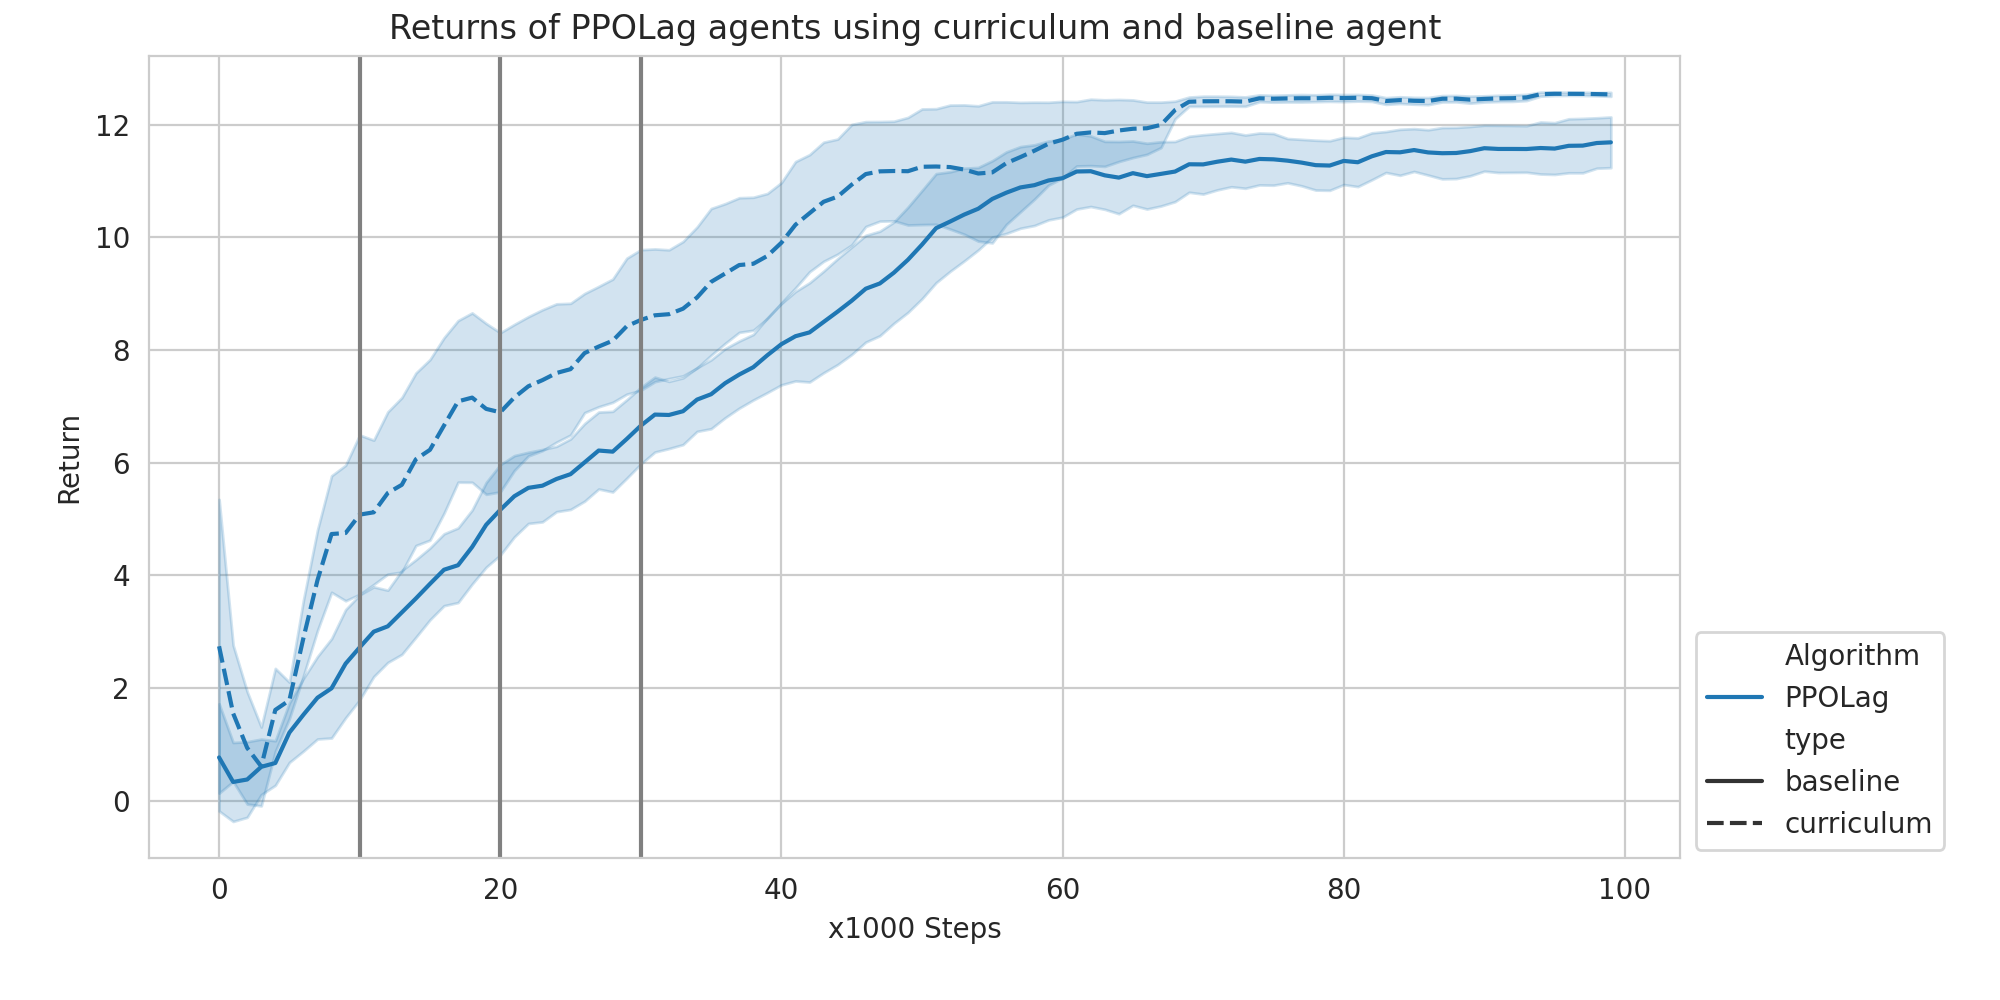 Returns of PPOLag agents using curriculum and baseline agent
12
10
8
6
4
2
0
Return
0 20 40 60 80 100
x1000 Steps
Algorithm
PPOLag
type
baseline
curriculum